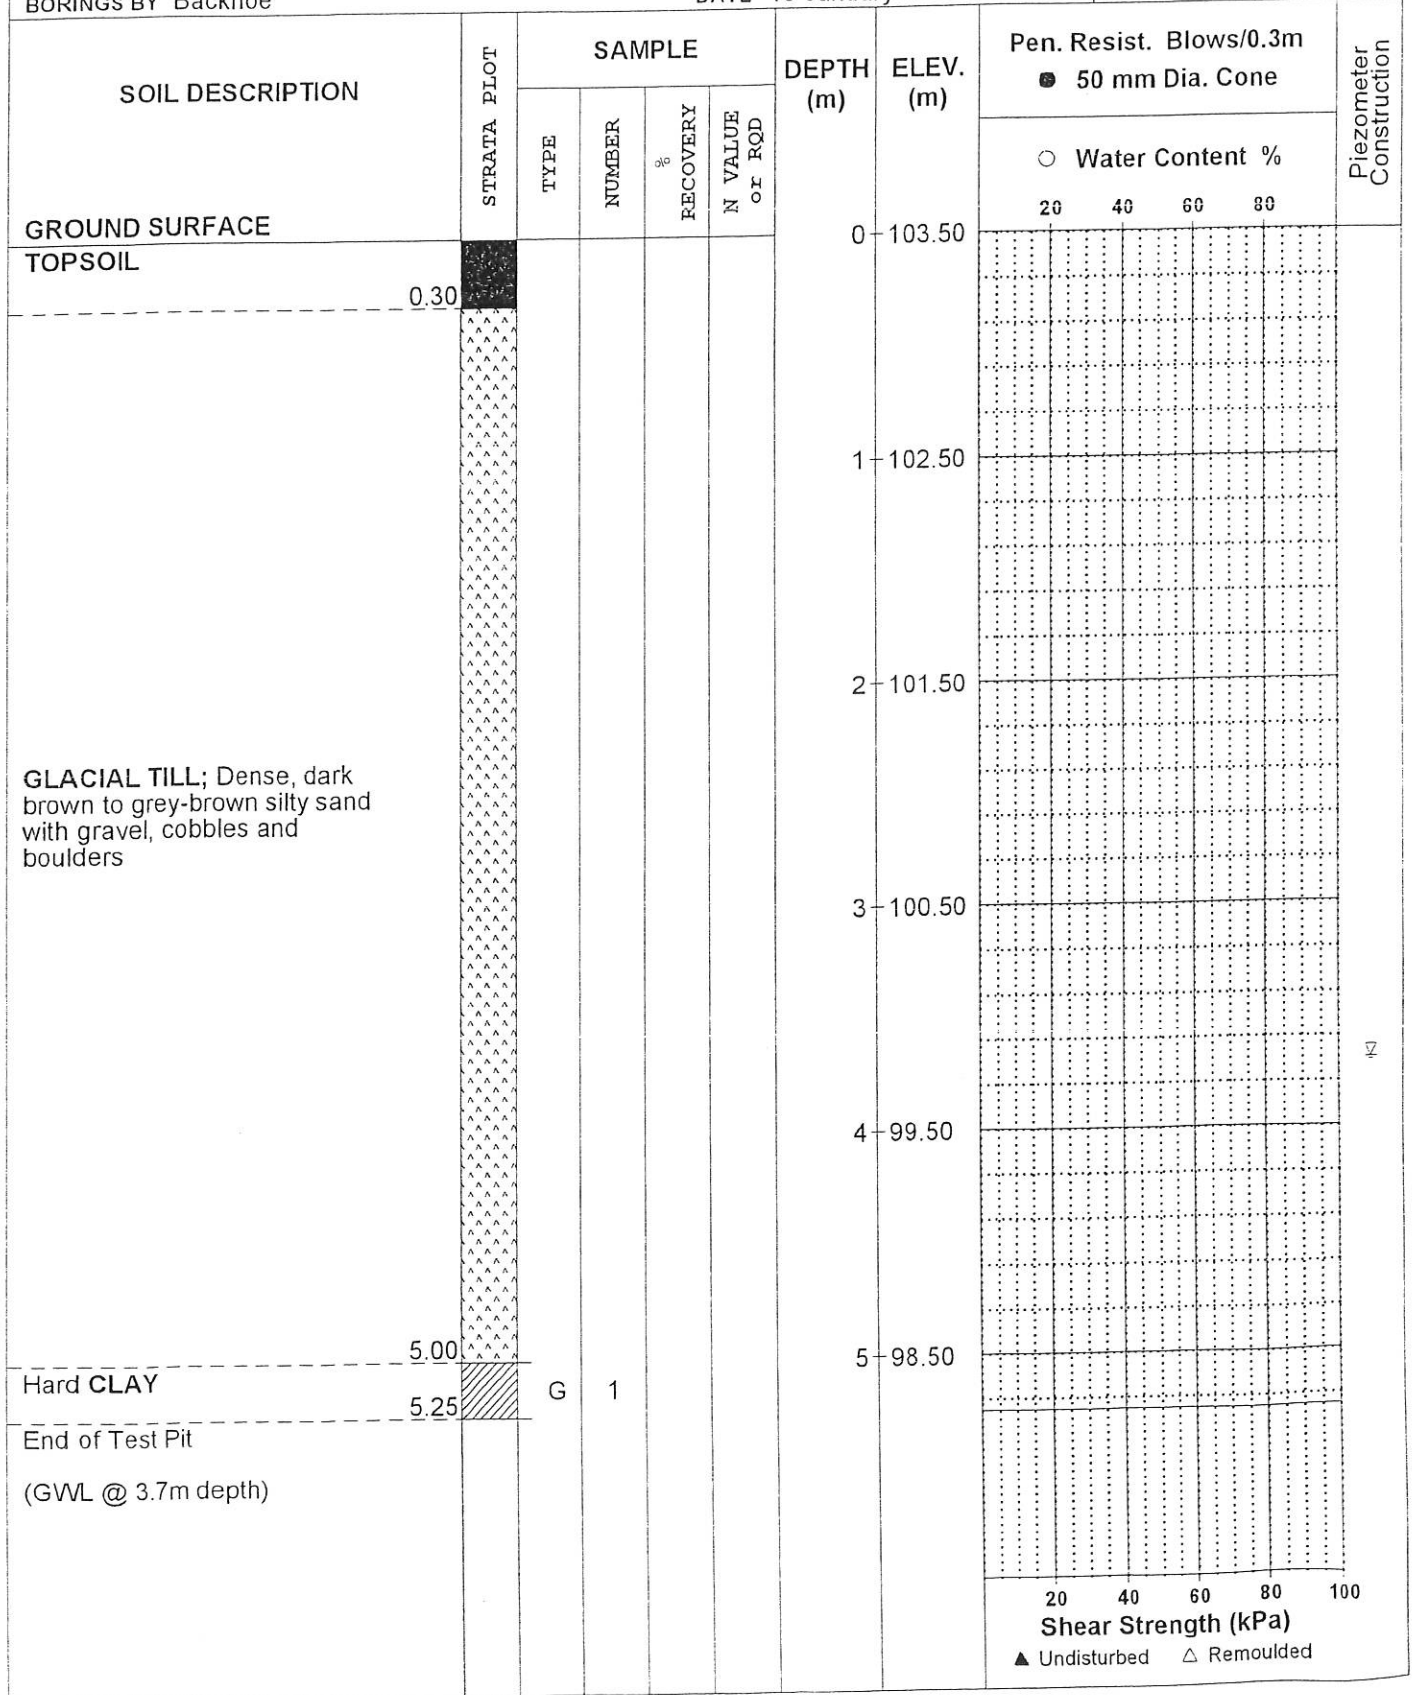 BORINGS BY Backhoe
DATE
SOIL DESCRIPTION
STRATA PLOT
SAMPLE
TYPE
NUMBER
%
RECOVERY
N VALUE
or RQD
DEPTH
(m)
ELEV.
(m)
Pen. Resist. Blows/0.3m
● 50 mm Dia. Cone
○ Water Content %
20 40 60 80
Piezometer
Construction
GROUND SURFACE
0 103.50
TOPSOIL
0.30
1 102.50
2 101.50
GLACIAL TILL; Dense, dark
brown to grey-brown silty sand
with gravel, cobbles and
boulders
3 100.50
4 99.50
5.00
5 98.50
Hard CLAY
G 1
5.25
End of Test Pit
(GWL @ 3.7m depth)
20 40 60 80 100
Shear Strength (kPa)
▲ Undisturbed △ Remoulded